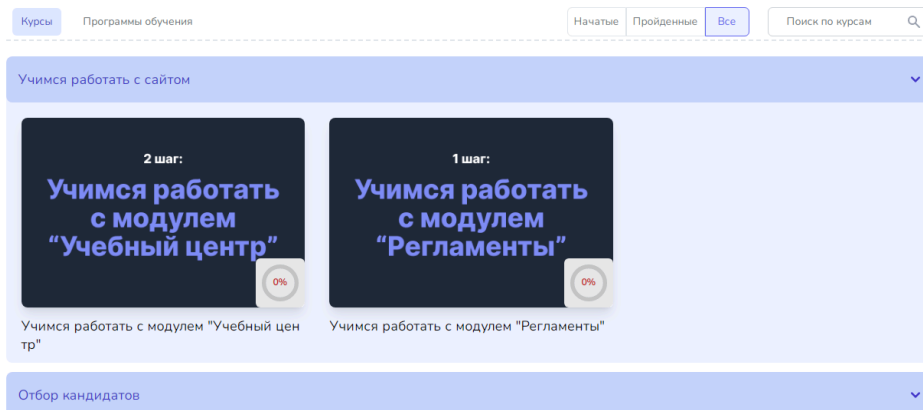 Курсы
Программы обучения
Начатые
Пройденные
Все
Поиск по курсам
Учимся работать с сайтом
2 шаг:
Учимся работать
с модулем
“Учебный центр”
0%
Учимся работать с модулем "Учебный цен
тр"
1 шаг:
Учимся работать
с модулем
“Регламенты”
0%
Учимся работать с модулем "Регламенты"
Отбор кандидатов